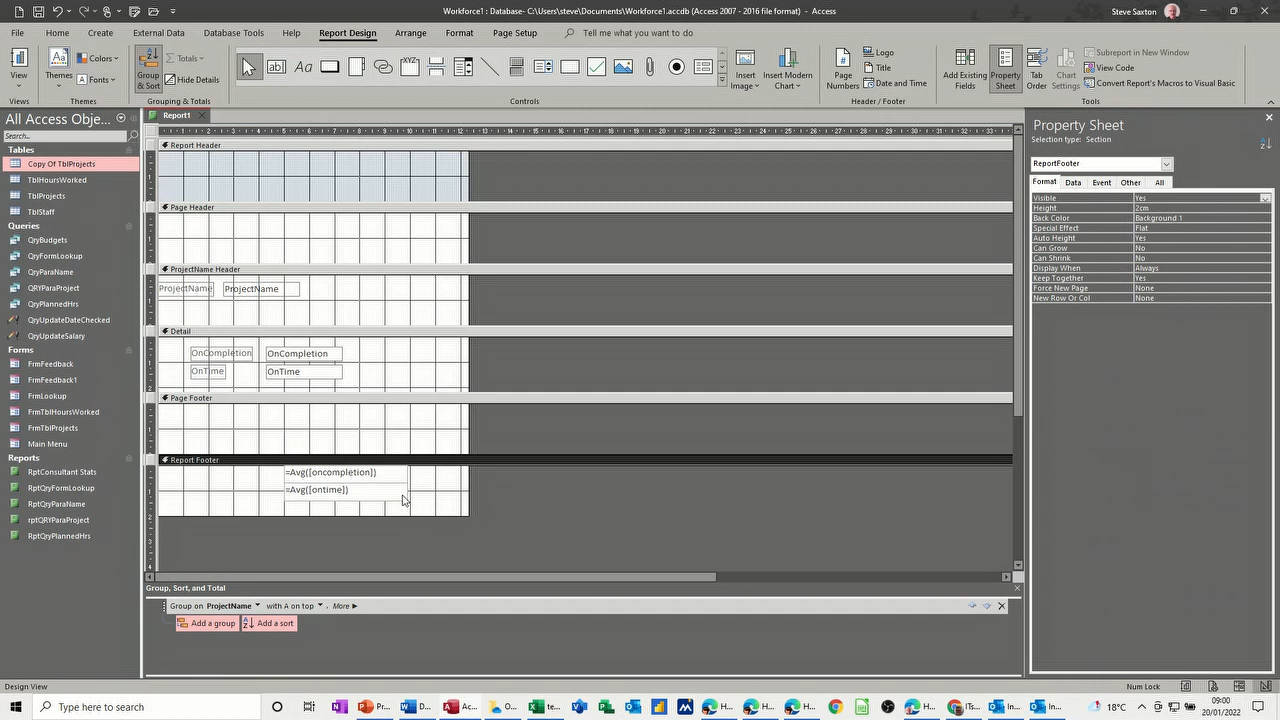 Workforce1 : Database- C:\Users\steve\Documents\Workforce1.accdb (Access 2007 - 2016 file format) - Access
Steve Saxton
File Home Create External Data Database Tools Help Report Design Arrange Format Page Setup Tell me what you want to do
View
Views
Themes
Colors
Fonts
Themes
Group & Sort
Totals
Hide Details
Grouping & Totals
Aa
XYZ
Controls
Insert Image
Insert Modern Chart
Page Numbers
Logo
Title
Date and Time
Header / Footer
Add Existing Fields
Property Sheet
Tab Order
Chart Settings
Subreport in New Window
View Code
Convert Report's Macros to Visual Basic
Tools
All Access Obje...
Search...
Tables
Copy Of TblProjects
TblHoursWorked
TblProjects
TblStaff
Queries
QryBudgets
QryFormLookup
QryParaName
QRYParaProject
QryPlannedHrs
QryUpdateDateChecked
QryUpdateSalary
Forms
FrmFeedback
FrmFeedback1
FrmLookup
FrmTblHoursWorked
FrmTblProjects
Main Menu
Reports
RptConsultant Stats
RptQryFormLookup
RptQryParaName
rptQRYParaProject
RptQryPlannedHrs
Report1
Report Header
Page Header
ProjectName Header
ProjectName ProjectName
Detail
OnCompletion OnCompletion
OnTime OnTime
Page Footer
Report Footer
=Avg([oncompletion])
=Avg([ontime])
Group, Sort, and Total
Group on ProjectName with A on top , More
Add a group Add a sort
Property Sheet
Selection type: Section
ReportFooter
Format Data Event Other All
Visible Yes
Height 2cm
Back Color Background 1
Special Effect Flat
Auto Height Yes
Can Grow No
Can Shrink No
Display When Always
Keep Together Yes
Force New Page None
New Row Or Col None
Design View
Num Lock
Type here to search
Pr...
Wo...
Ac...
te...
O...
H...
H...
H...
H...
(Ts...
In...
In...
18°C
09:00
20/01/2022